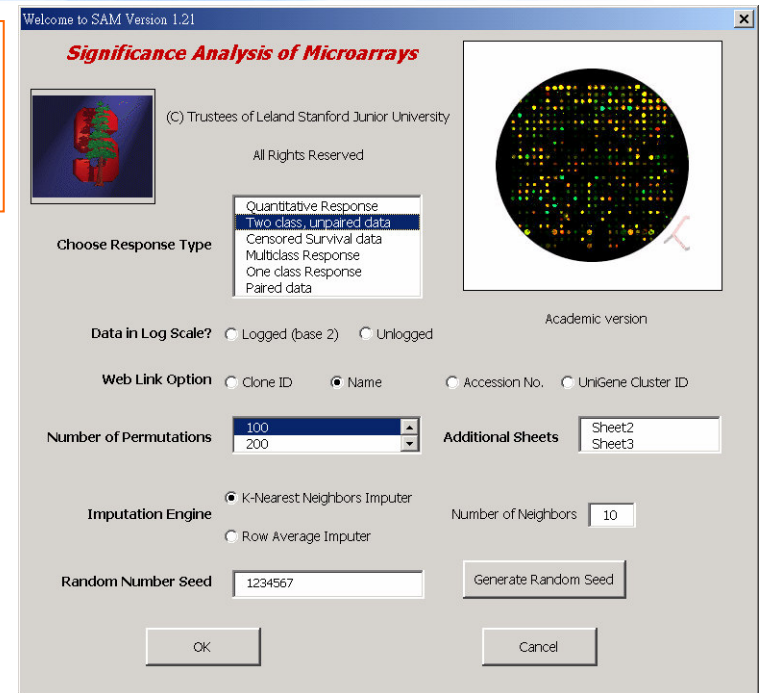 Welcome to SAM Version 1.21
Significance Analysis of Microarrays
(C) Trustees of Leland Stanford Junior University
All Rights Reserved
Choose Response Type
Quantitative Response
Two class, unpaired data
Censored Survival data
Multiclass Response
One class Response
Paired data
Academic version
Data in Log Scale? Logged (base 2) Unlogged
Web Link Option Clone ID Name Accession No. UniGene Cluster ID
Number of Permutations 100 200
Additional Sheets Sheet2 Sheet3
Imputation Engine K-Nearest Neighbors Imputer
Row Average Imputer
Number of Neighbors 10
Random Number Seed 1234567 Generate Random Seed
OK Cancel